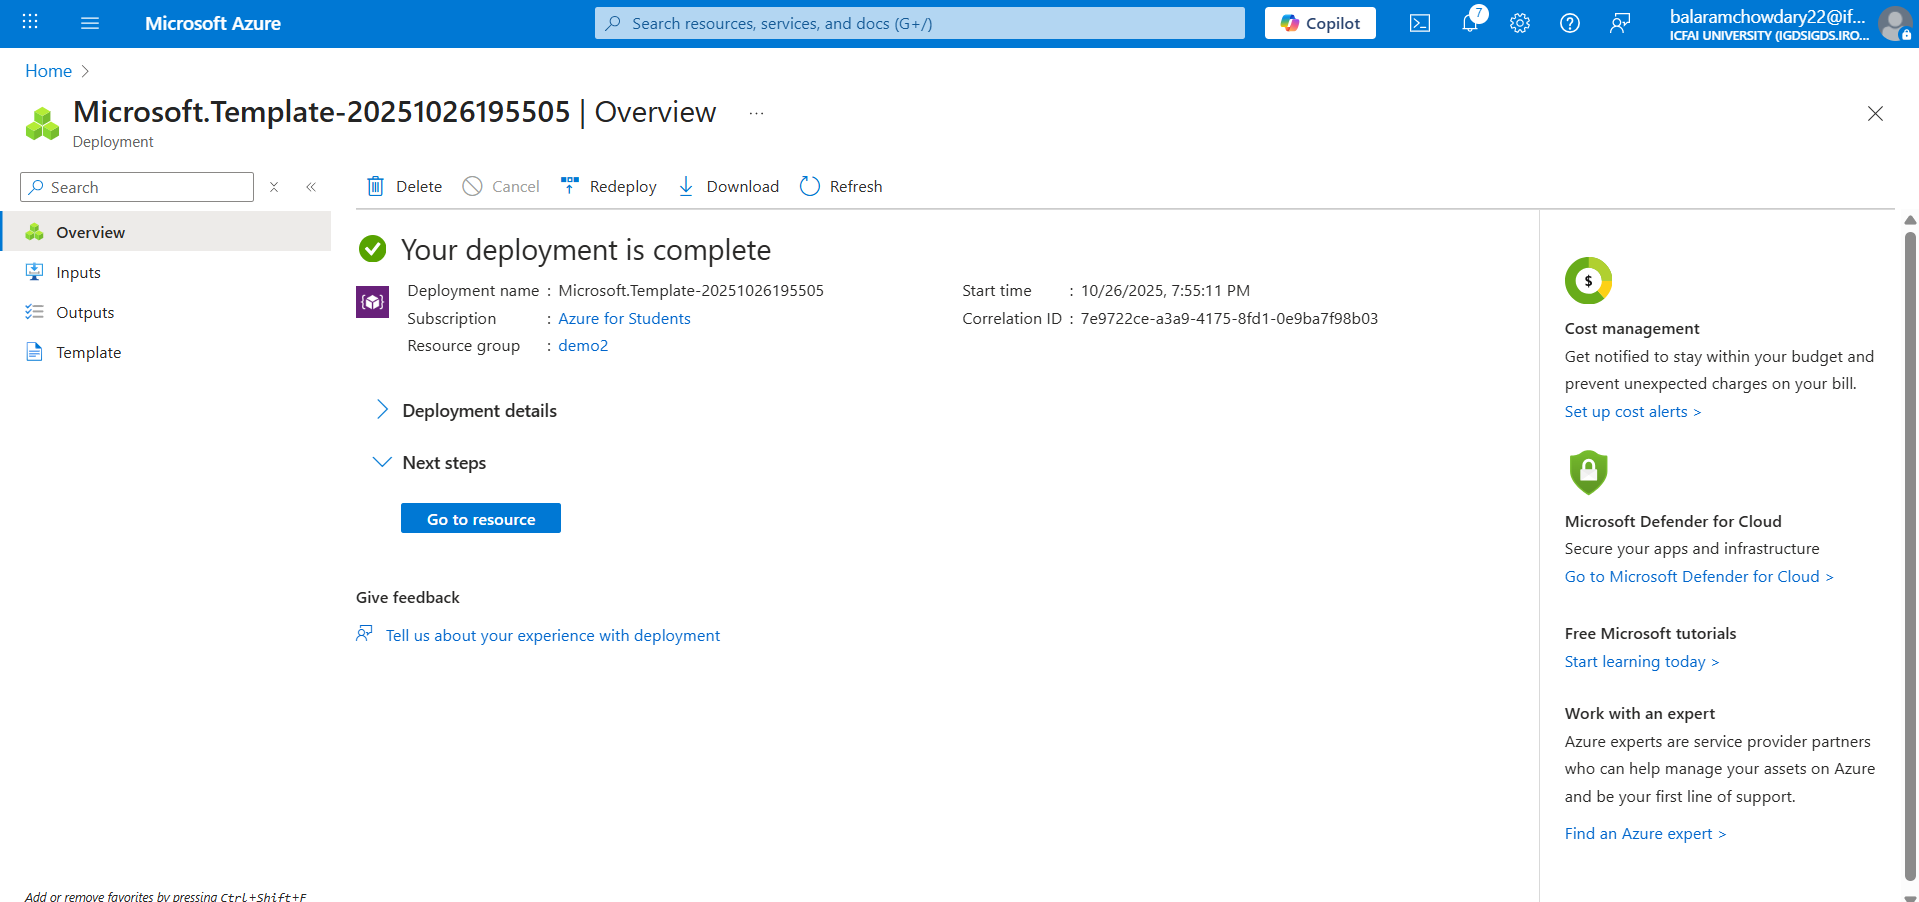 Microsoft Azure
Search resources, services, and docs (G+/)
Copilot
7
balaramchowdary22@if...
ICFAI UNIVERSITY (IGDSIGDS.IRO...
Home
Microsoft.Template-20251026195505 | Overview
...
Deployment
Search
Delete
Cancel
Redeploy
Download
Refresh
Overview
Inputs
Outputs
Template
Your deployment is complete
Deployment name : Microsoft.Template-20251026195505
Subscription : Azure for Students
Resource group : demo2
Start time : 10/26/2025, 7:55:11 PM
Correlation ID : 7e9722ce-a3a9-4175-8fd1-0e9ba7f98b03
Deployment details
Next steps
Go to resource
Give feedback
Tell us about your experience with deployment
$
Cost management
Get notified to stay within your budget and
prevent unexpected charges on your bill.
Set up cost alerts >
Microsoft Defender for Cloud
Secure your apps and infrastructure
Go to Microsoft Defender for Cloud >
Free Microsoft tutorials
Start learning today >
Work with an expert
Azure experts are service provider partners
who can help manage your assets on Azure
and be your first line of support.
Find an Azure expert >
Add or remove favorites by pressing Ctrl+Shift+F